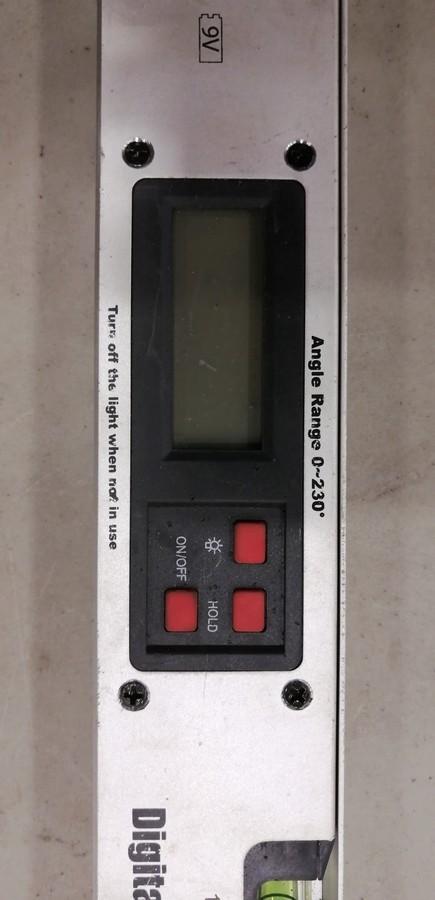 9V
Angle Range 0~230°
ON/OFF
HOLD
Turn off the light when not in use
Digita